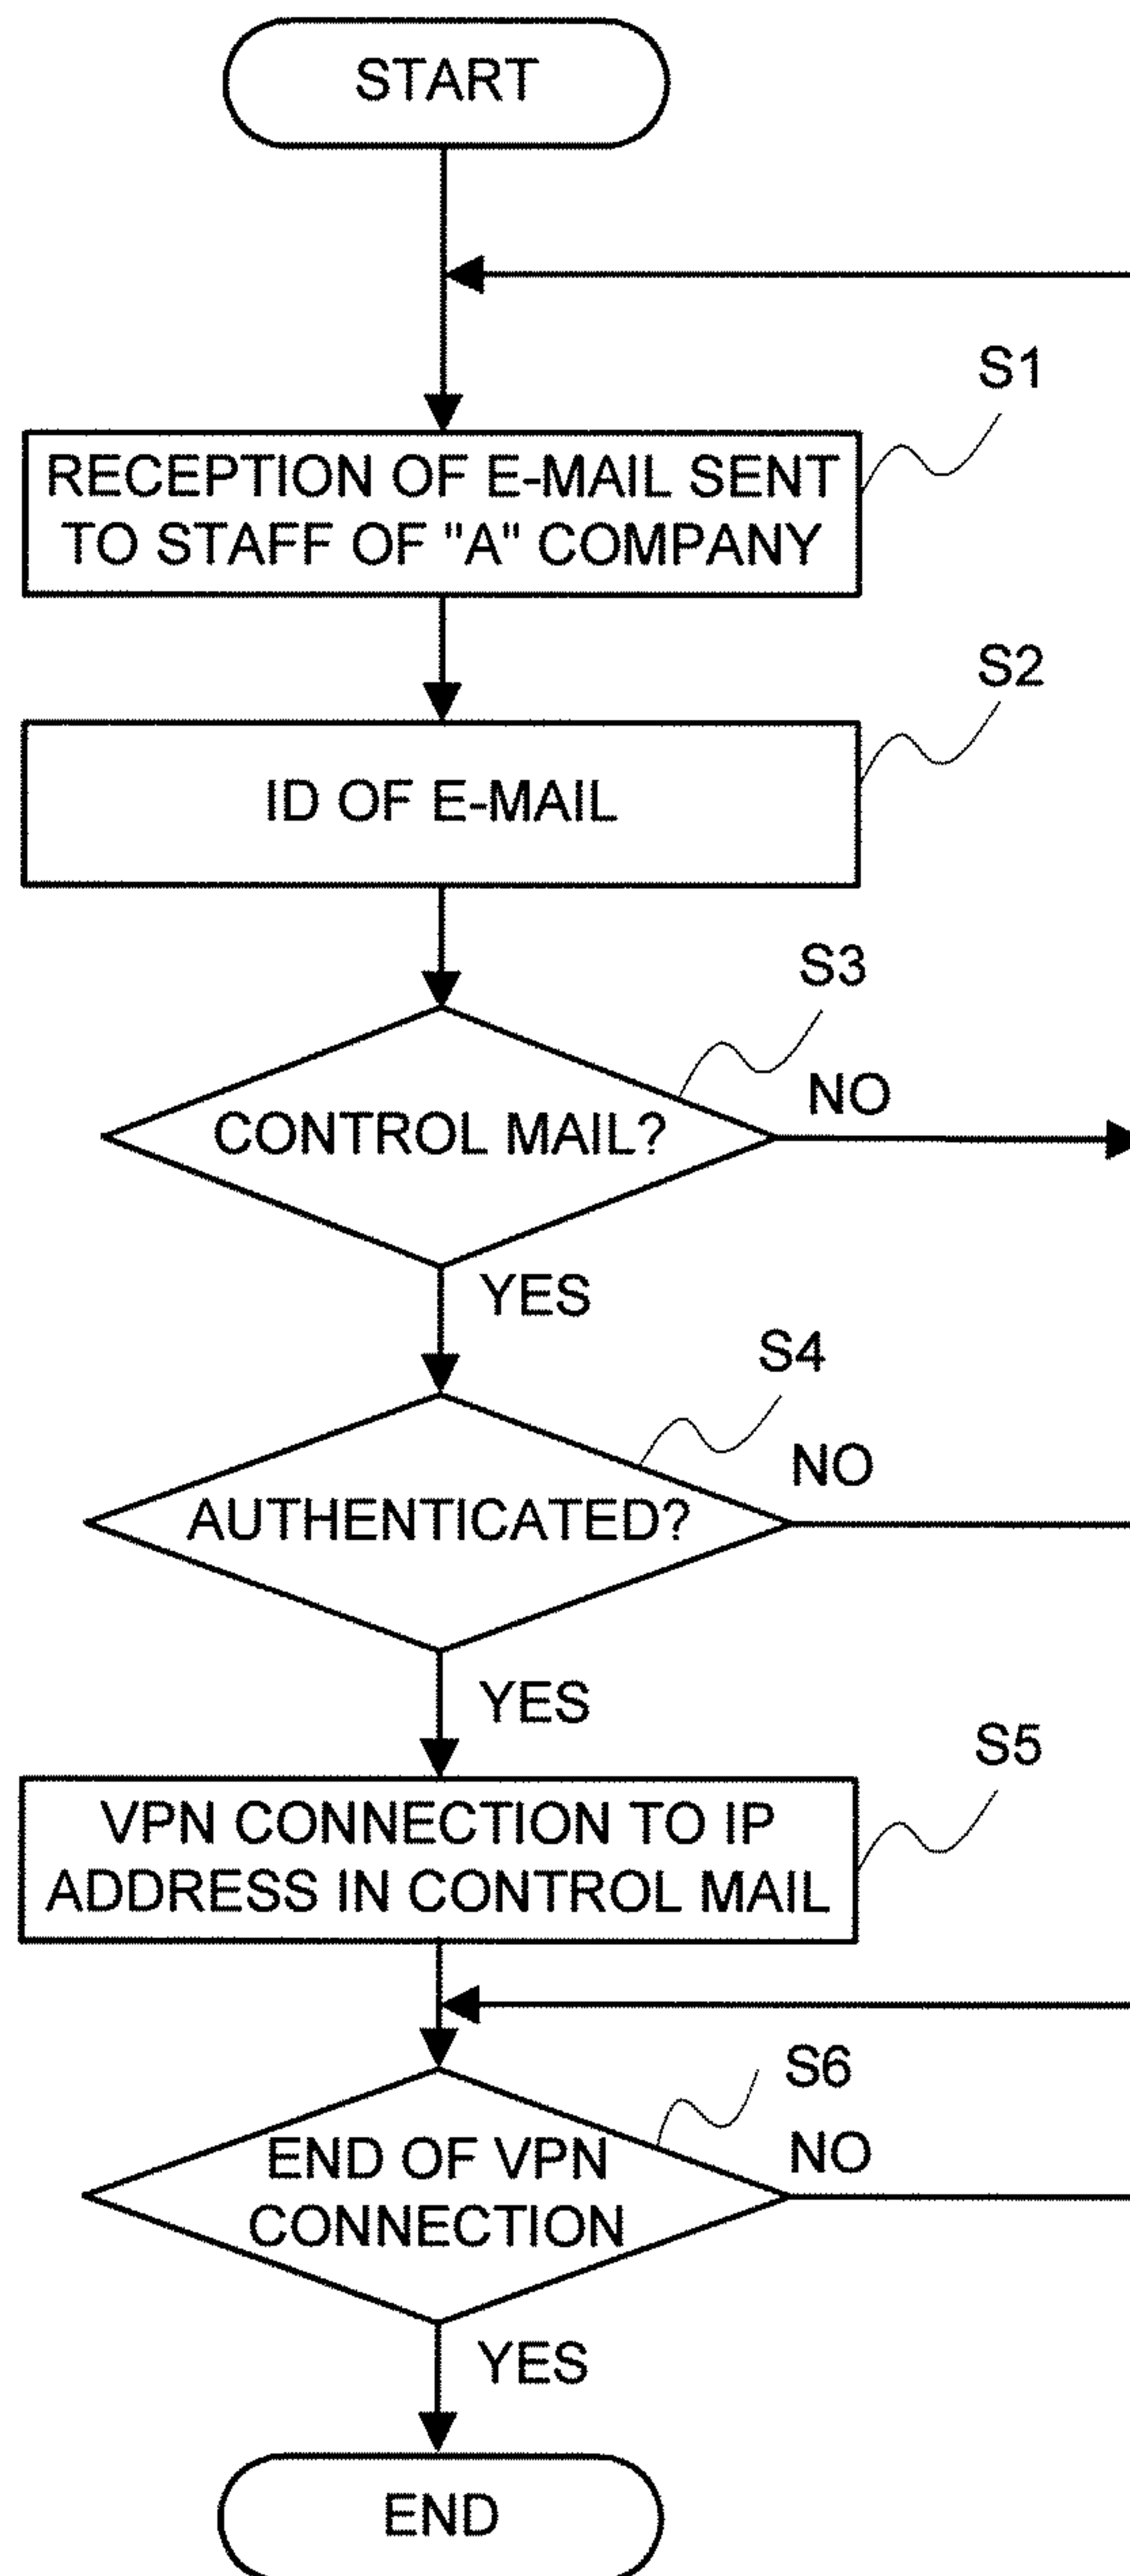 START
S1
RECEPTION OF E-MAIL SENT
TO STAFF OF "A" COMPANY
S2
ID OF E-MAIL
S3
NO
CONTROL MAIL?
YES
S4
NO
AUTHENTICATED?
YES
S5
VPN CONNECTION TO IP
ADDRESS IN CONTROL MAIL
S6
NO
END OF VPN
CONNECTION
YES
END